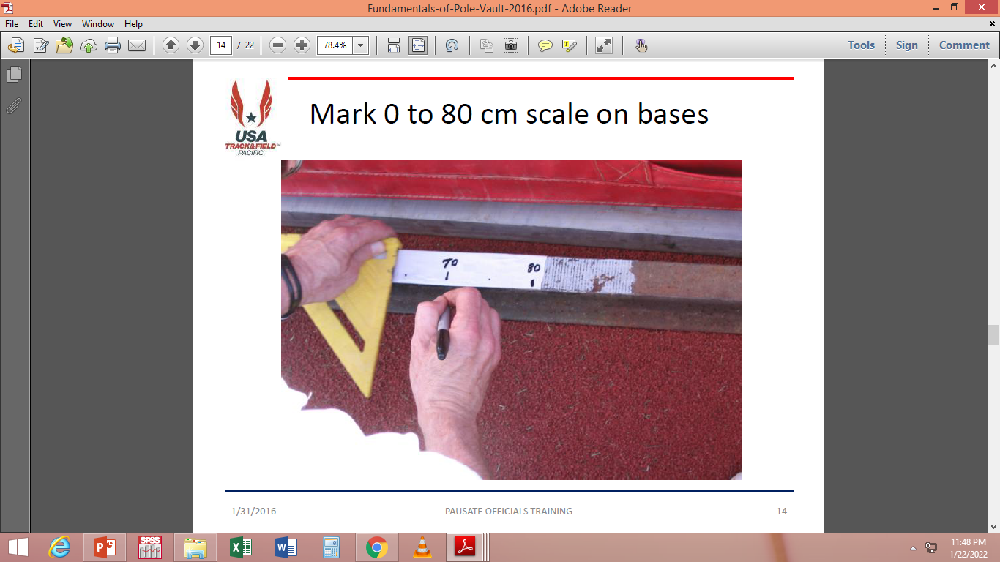 Fundamentals-of-Pole-Vault-2016.pdf - Adobe Reader
File Edit View Window Help
14 / 22 78.4% Tools Sign Comment
Mark 0 to 80 cm scale on bases
USA
TRACK&FIELD
PACIFIC
70 80
1/31/2016 PAUSATF OFFICIALS TRAINING 14
SPSS
11:48 PM
1/22/2022